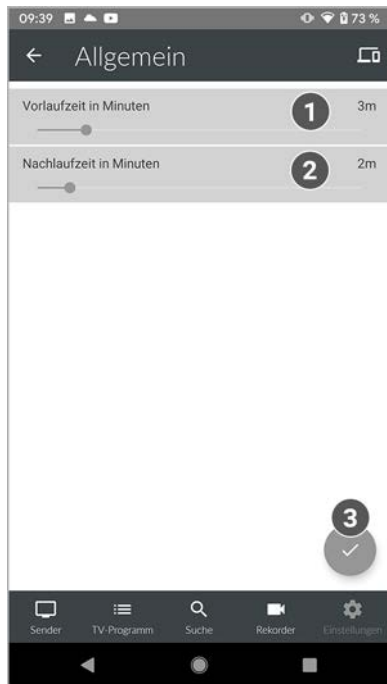 09:39 73 %
Allgemein
Vorlaufzeit in Minuten 1 3m
Nachlaufzeit in Minuten 2 2m
3
Sender TV-Programm Suche Rekorder Einstellungen